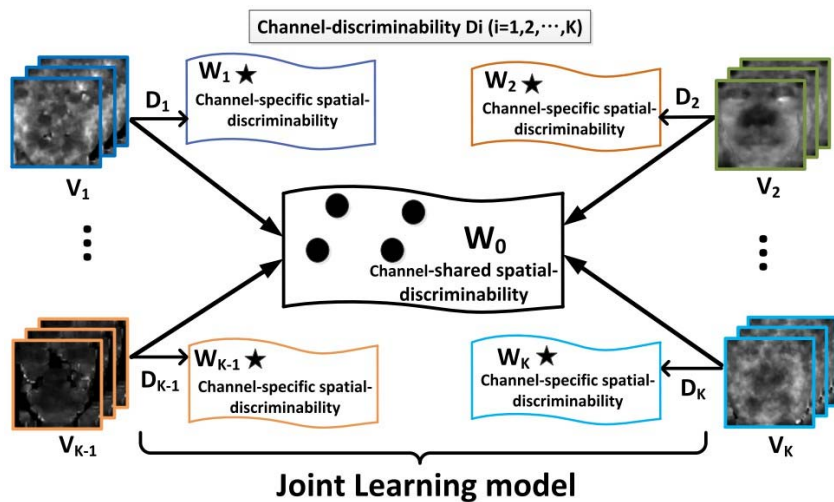 Channel-discriminability Di (i=1,2,⋯,K)
W1 ★
Channel-specific spatial-
discriminability
D1
V1
W2 ★
Channel-specific spatial-
discriminability
D2
V2
W0
Channel-shared spatial-
discriminability
WK-1 ★
Channel-specific spatial-
discriminability
DK-1
VK-1
WK ★
Channel-specific spatial-
discriminability
DK
VK
Joint Learning model